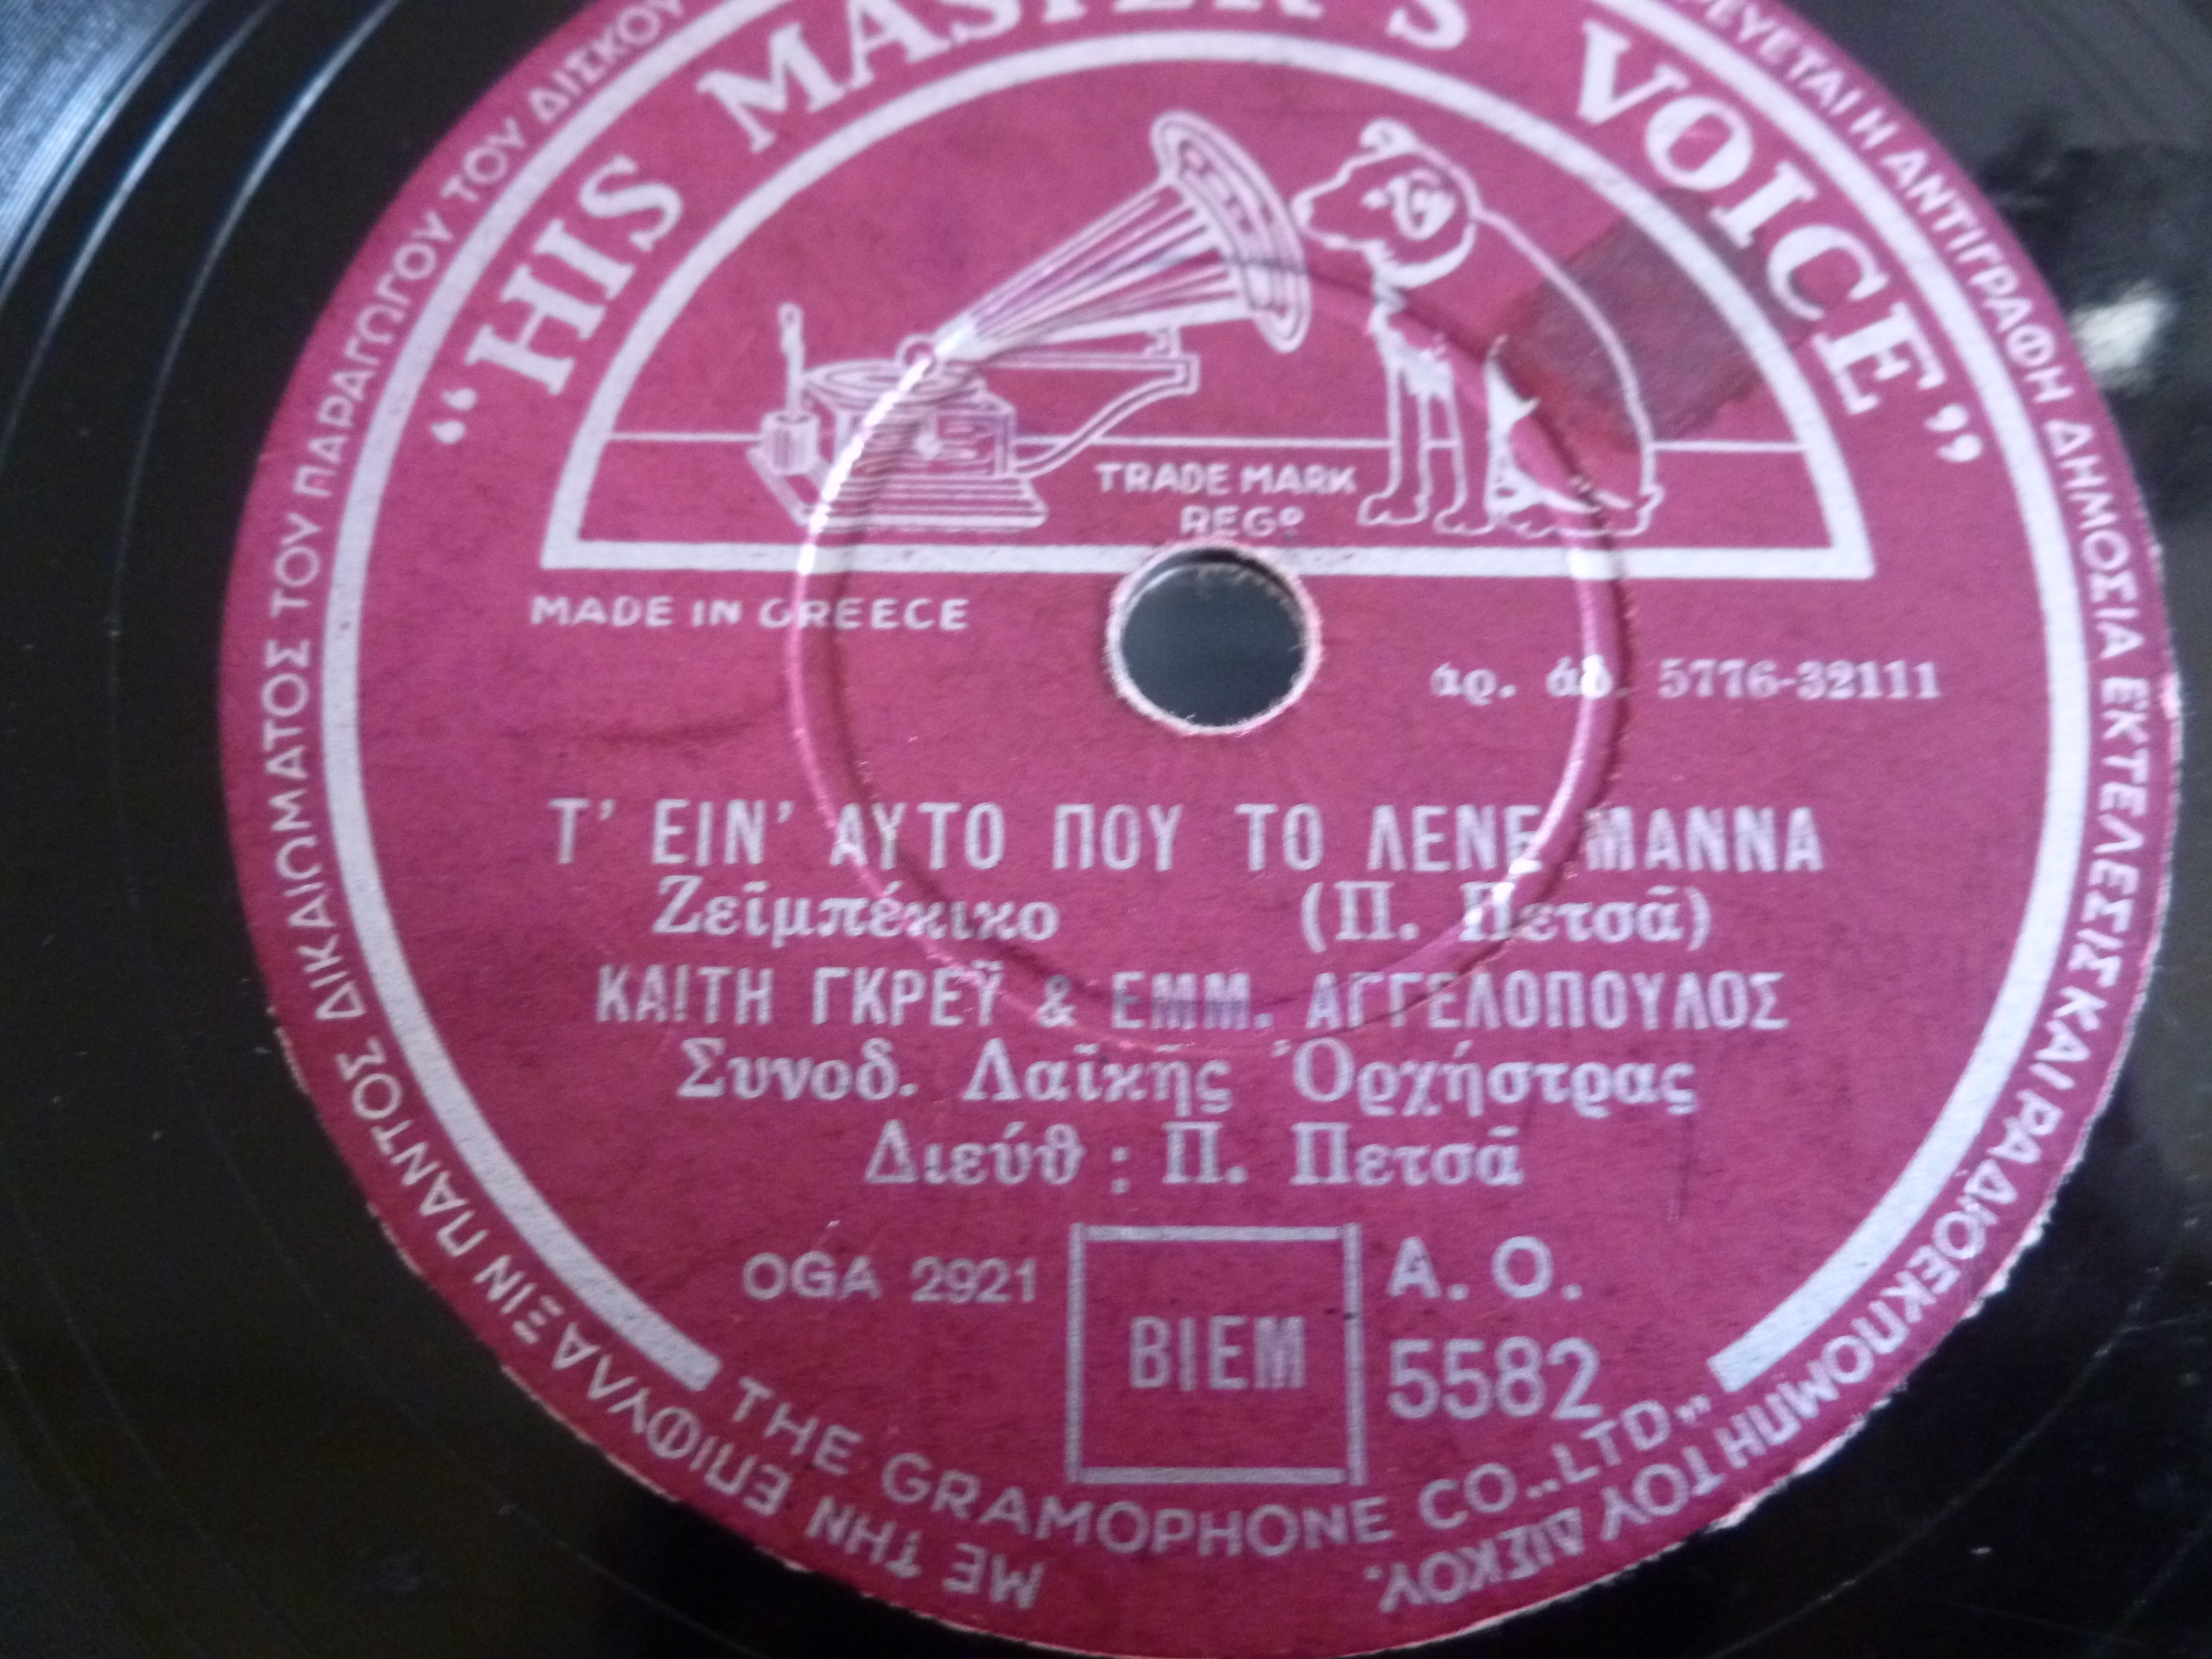 ΜΕ ΤΗΝ ΕΠΙΦΥΛΑΞΙΝ ΠΑΝΤΟΣ ΔΙΚΑΙΩΜΑΤΟΣ ΤΟΥ ΠΑΡΑΓΩΓΟΥ ΤΟΥ ΔΙΣΚΟΥ
Η ΑΝΤΙΓΡΑΦΗ ΔΗΜΟΣΙΑ ΕΚΤΕΛΕΣΙΣ ΚΑΙ ΡΑΔΙΟΕΚΠΟΜΠΗ ΤΟΥ ΔΙΣΚΟΥ.
“HIS MASTER'S VOICE”
TRADE MARK
REGD
MADE IN GREECE
ἀρ. ἀδ. 5776-32111
Τ' ΕΙΝ' ΑΥΤΟ ΠΟΥ ΤΟ ΛΕΝΕ ΜΑΝΝΑ
Ζεϊμπέκικο (Π. Πετσᾶ)
ΚΑΙΤΗ ΓΚΡΕΫ & ΕΜΜ. ΑΓΓΕΛΟΠΟΥΛΟΣ
Συνοδ. Λαϊκῆς Ὀρχήστρας
Διεύθ : Π. Πετσᾶ
OGA 2921
BIEM
A. O.
5582
THE GRAMOPHONE CO., LTD.,